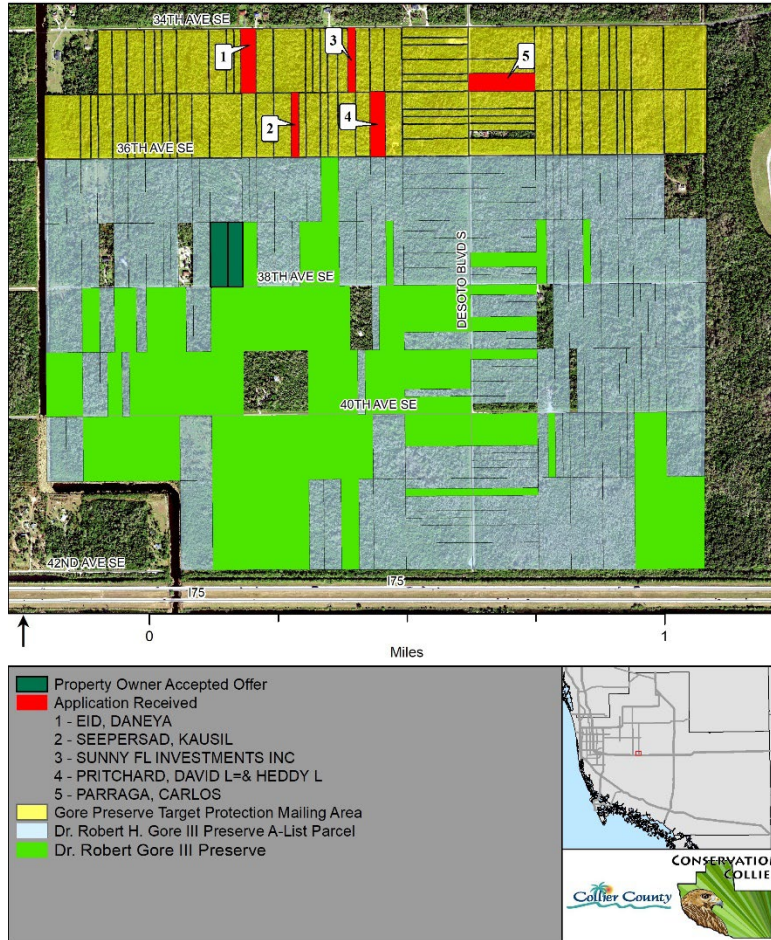 34TH AVE SE
1
3
5
2
4
36TH AVE SE
38TH AVE SE
DESOTO BLVD S
40TH AVE SE
42ND AVE SE
I75
I75
0
1
Miles
Property Owner Accepted Offer
Application Received
1 - EID, DANEYA
2 - SEEPERSAD, KAUSIL
3 - SUNNY FL INVESTMENTS INC
4 - PRITCHARD, DAVID L=& HEDDY L
5 - PARRAGA, CARLOS
Gore Preserve Target Protection Mailing Area
Dr. Robert H. Gore III Preserve A-List Parcel
Dr. Robert Gore III Preserve
Collier County
CONSERVATION
COLLIER